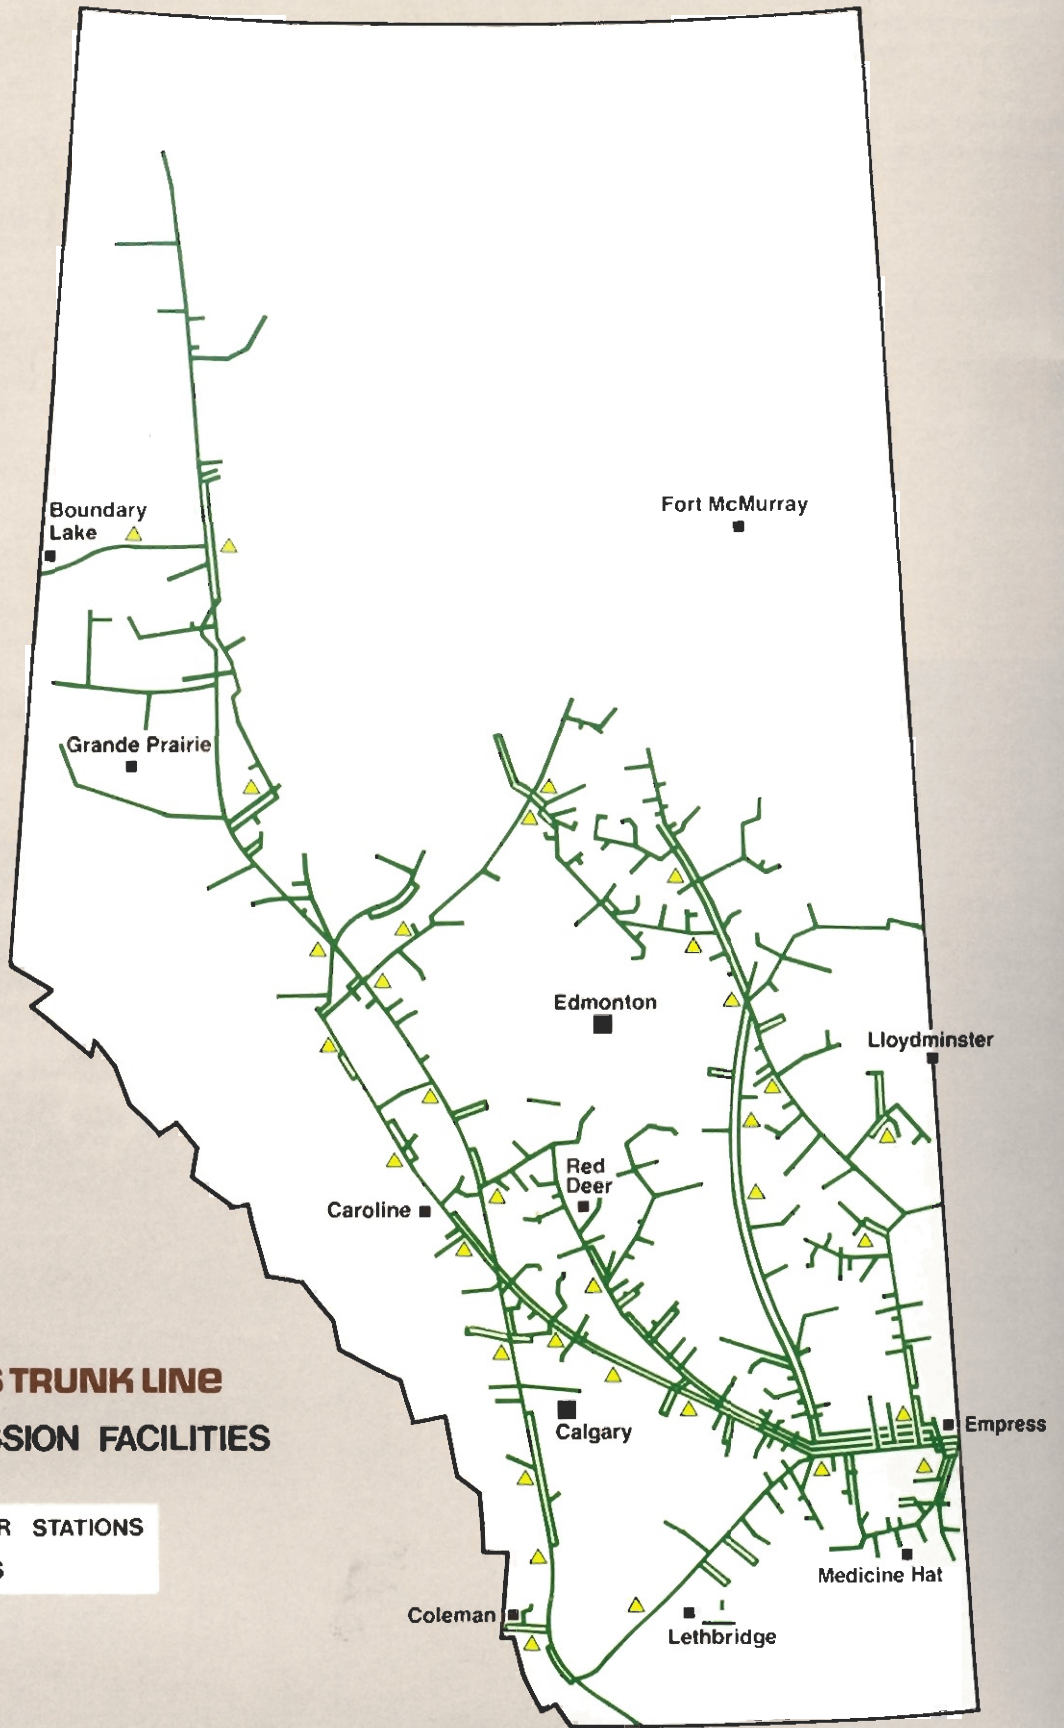 Boundary
Lake
Fort McMurray
Grande Prairie
Edmonton
Lloydminster
Red
Deer
Caroline
TRUNK LINE
SSION FACILITIES
Empress
Calgary
R STATIONS
S
Medicine Hat
Coleman
Lethbridge